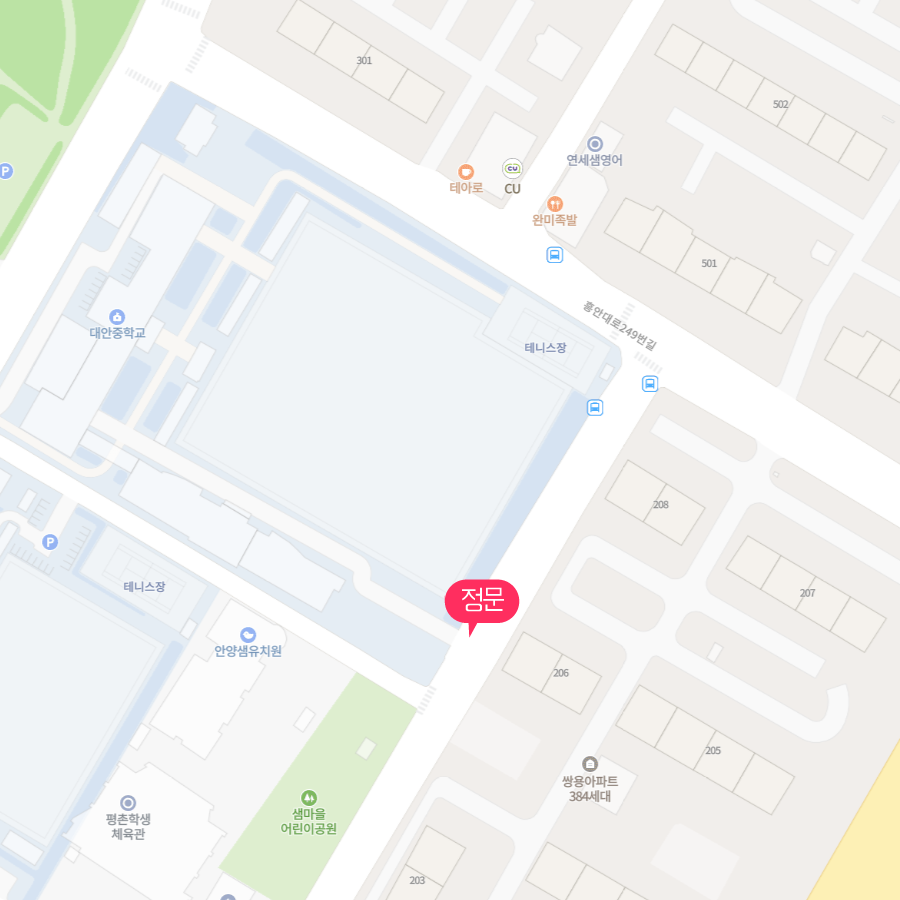 301
502
연세샘영어
CU
테아로
CU
완미족발
501
P
흥안대로249번길
대안중학교
테니스장
208
P
테니스장
207
정문
안양샘유치원
206
205
쌍용아파트
384세대
샘마을
어린이공원
평촌학생
체육관
203